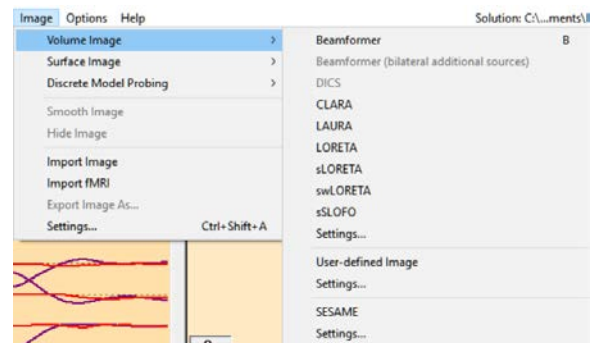 Image Options Help Solution: C:\...ments\
Volume Image >
Surface Image >
Discrete Model Probing >
Smooth Image
Hide Image
Import Image
Import fMRI
Export Image As...
Settings... Ctrl+Shift+A
Beamformer B
Beamformer (bilateral additional sources)
DICS
CLARA
LAURA
LORETA
sLORETA
swLORETA
sSLOFO
Settings...
User-defined Image
Settings...
SESAME
Settings...